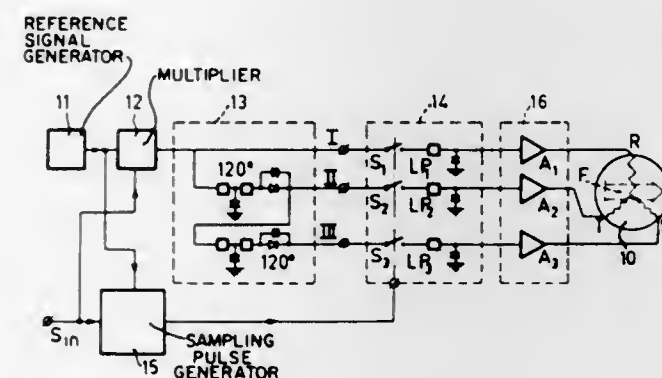 REFERENCE
SIGNAL
GENERATOR
MULTIPLIER
11
12
13
14
16
I
S1
LP1
A1
R
120°
II
S2
LP2
A2
F
III
S3
LP3
A3
10
120°
Sin
SAMPLING
PULSE
GENERATOR
15